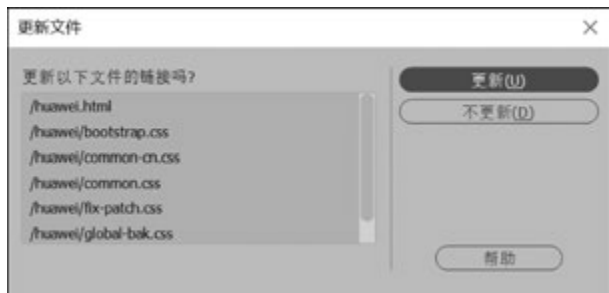 更新文件
更新以下文件的链接吗?
/huawei.html
/huawei/bootstrap.css
/huawei/common-cn.css
/huawei/common.css
/huawei/fix-patch.css
/huawei/global-bak.css
更新(U)
不更新(D)
帮助